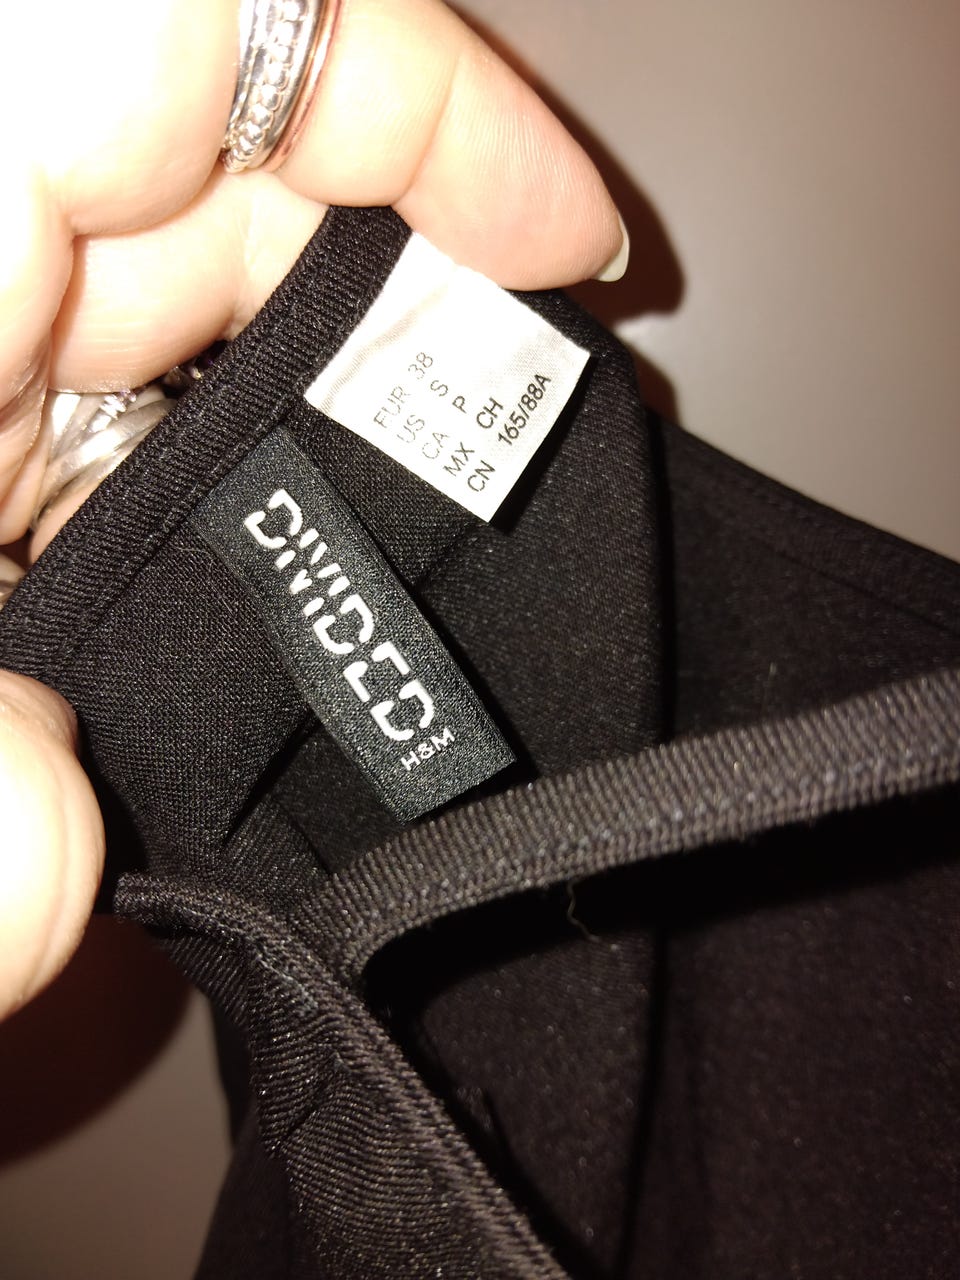 EUR 38
US S
CA P
MX CH
CN 165/88A
DIVIDED
H&M